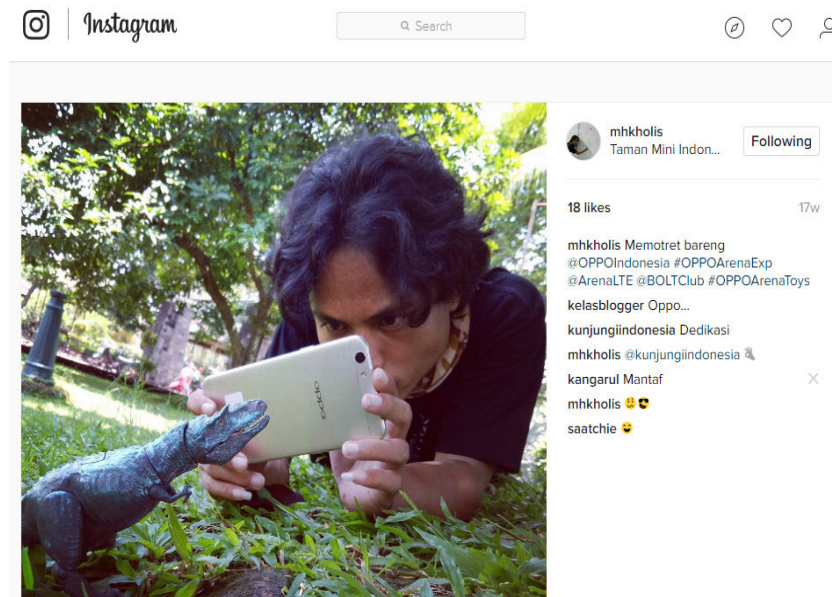 Instagram
Search
mhkholis
Taman Mini Indon...
Following
18 likes
17w
mhkholis Memotret bareng
@OPPOIndonesia #OPPOArenaExp
@ArenaLTE @BOLTClub #OPPOArenaToys
kelasblogger Oppo...
kunjungiindonesia Dedikasi
mhkholis @kunjungiindonesia 👋
kangarul Mantaf
mhkholis 😲😎
saatchie 😄
oppo